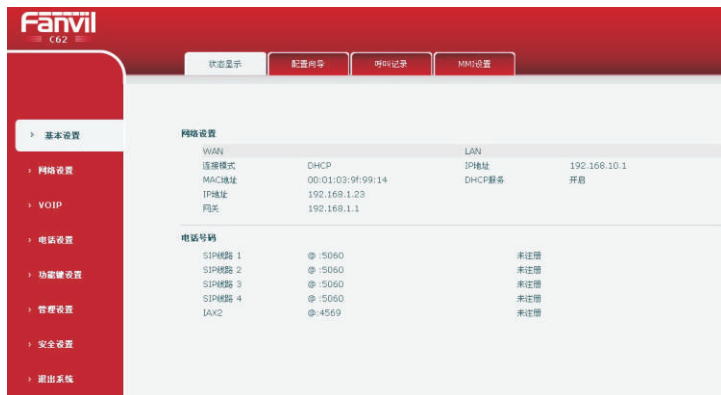 Fanvil
C62
状态显示 配置向导 呼叫记录 MMI设置
› 基本设置
› 网络设置
› VOIP
› 电话设置
› 功能键设置
› 管理设置
› 安全设置
› 退出系统
网络设置
WAN LAN
连接模式 DHCP IP地址 192.168.10.1
MAC地址 00:01:03:9f:99:14 DHCP服务 开启
IP地址 192.168.1.23
网关 192.168.1.1
电话号码
SIP线路 1 @ :5060 未注册
SIP线路 2 @ :5060 未注册
SIP线路 3 @ :5060 未注册
SIP线路 4 @ :5060 未注册
IAX2 @:4569 未注册